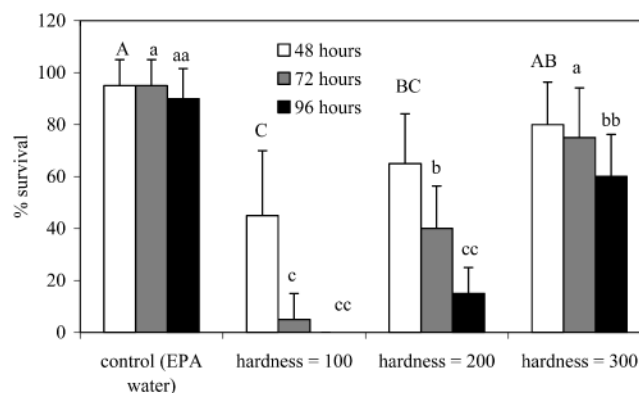 120
100
80
60
40
20
0
% survival
48 hours
72 hours
96 hours
A a aa
C c cc
BC b cc
AB a bb
control (EPA
water)
hardness = 100
hardness = 200
hardness = 300